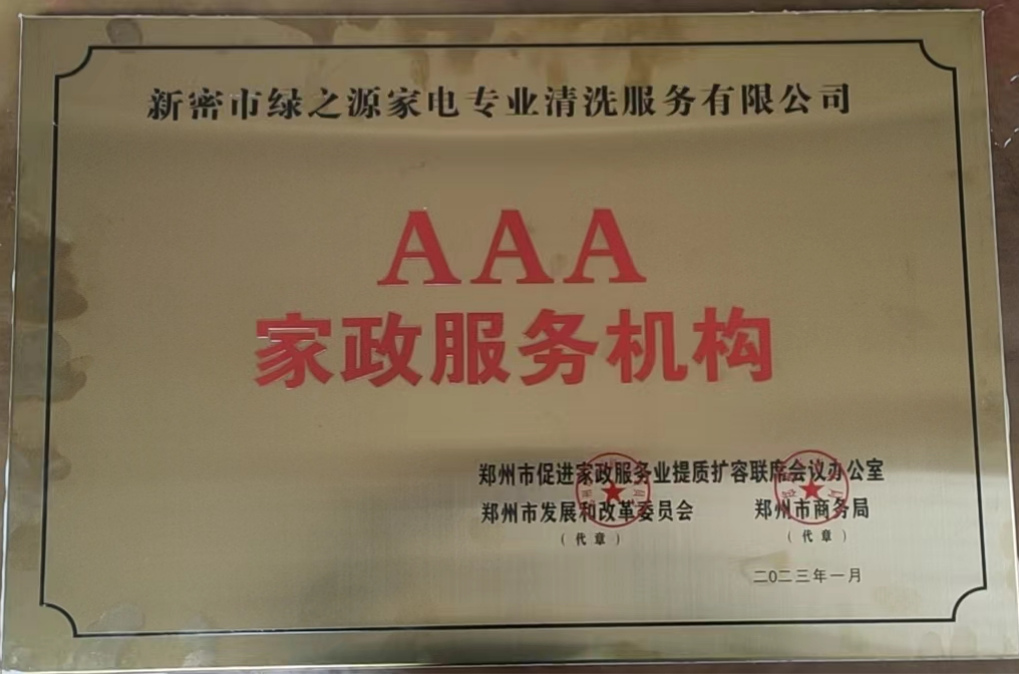 新密市绿之源家电专业清洗服务有限公司
AAA
家政服务机构
郑州市促进家政服务业提质扩容联席会议办公室
郑州市发展和改革委员会 郑州市商务局
（代章） （代章）
二〇二三年一月